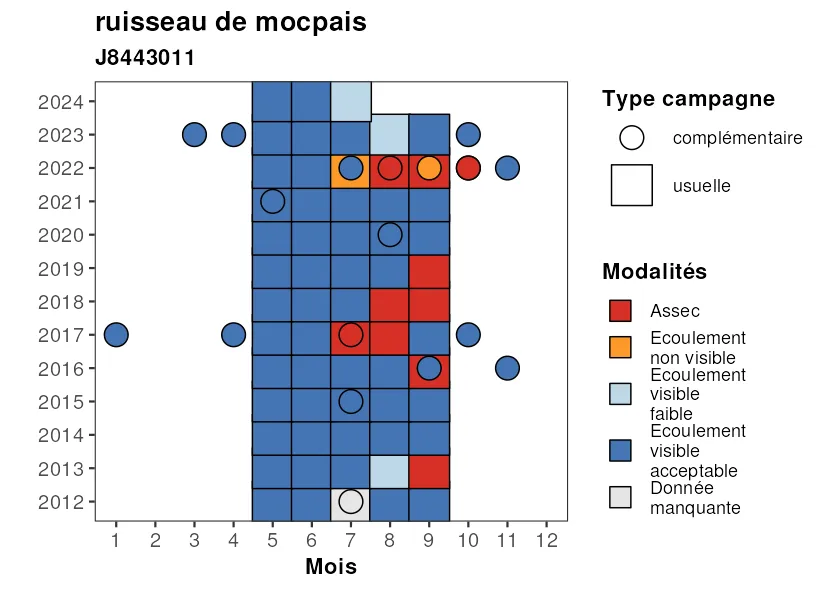 ruisseau de mocpais
J8443011
2024
2023
2022
2021
2020
2019
2018
2017
2016
2015
2014
2013
2012
1 2 3 4 5 6 7 8 9 10 11 12
Mois
Type campagne
complémentaire
usuelle
Modalités
Assec
Ecoulement
non visible
Ecoulement
visible
faible
Ecoulement
visible
acceptable
Donnée
manquante